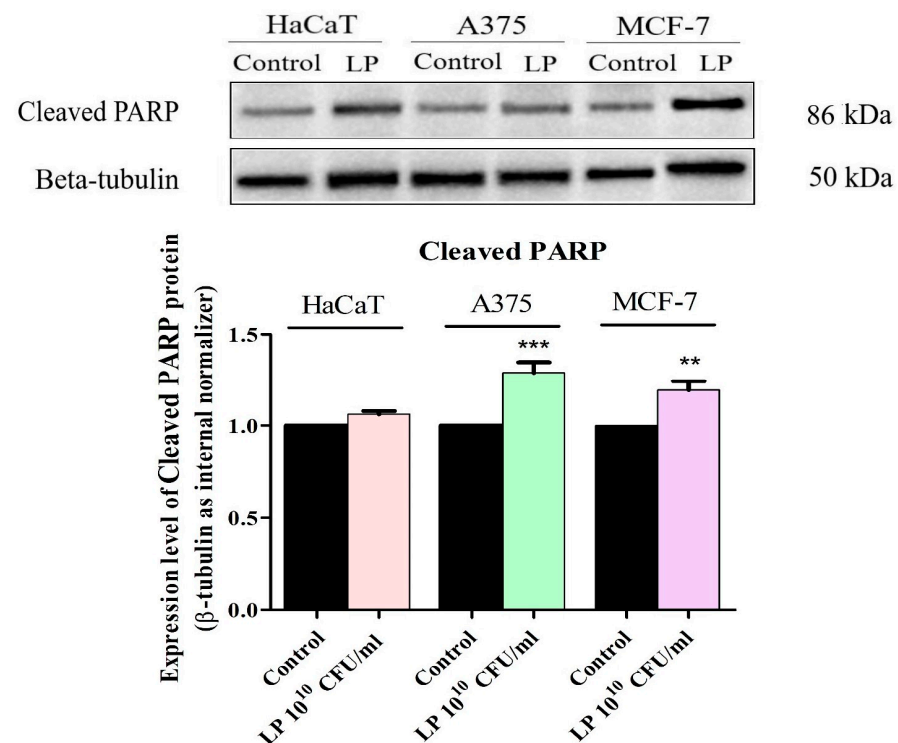 HaCaT A375 MCF-7
Control LP Control LP Control LP
Cleaved PARP 86 kDa
Beta-tubulin 50 kDa
Cleaved PARP
HaCaT A375 MCF-7
Expression level of Cleaved PARP protein
(β-tubulin as internal normalizer)
1.5
*** **
1.0
0.5
0.0
Control LP 10¹⁰ CFU/ml Control LP 10¹⁰ CFU/ml Control LP 10¹⁰ CFU/ml